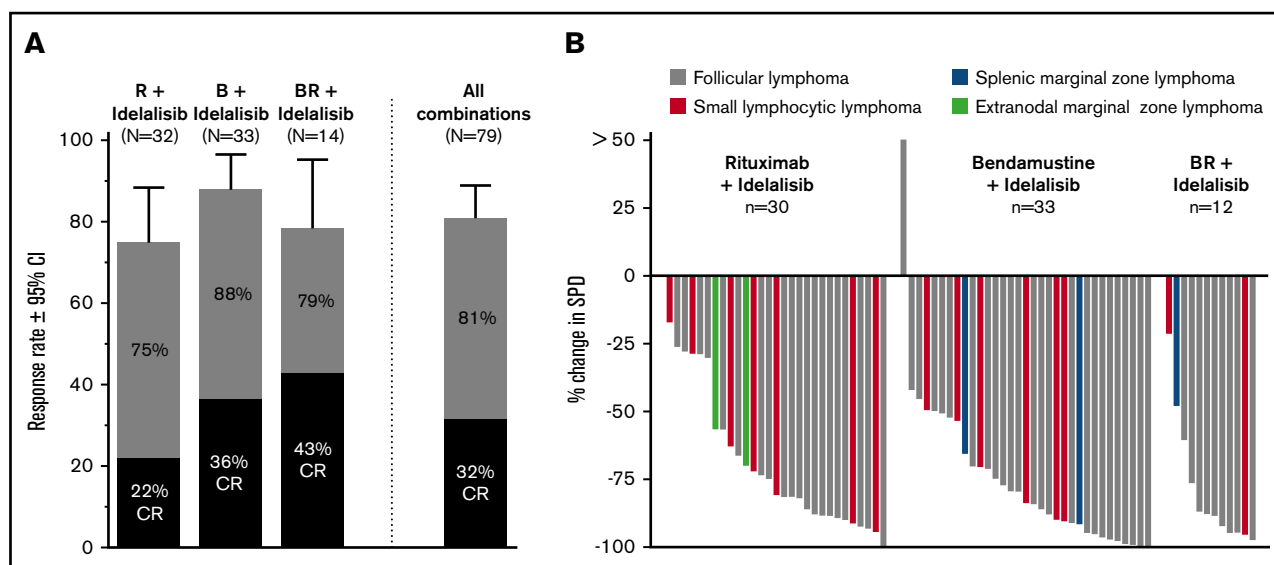 A
R +
Idelalisib
(N=32)
B +
Idelalisib
(N=33)
BR +
Idelalisib
(N=14)
All
combinations
(N=79)
Response rate ± 95% CI
100
80
60
40
20
0
75%
22%
CR
88%
36%
CR
79%
43%
CR
81%
32%
CR
B
Follicular lymphoma
Small lymphocytic lymphoma
Splenic marginal zone lymphoma
Extranodal marginal zone lymphoma
% change in SPD
> 50
25
0
-25
-50
-75
-100
Rituximab
+ Idelalisib
n=30
Bendamustine
+ Idelalisib
n=33
BR +
Idelalisib
n=12